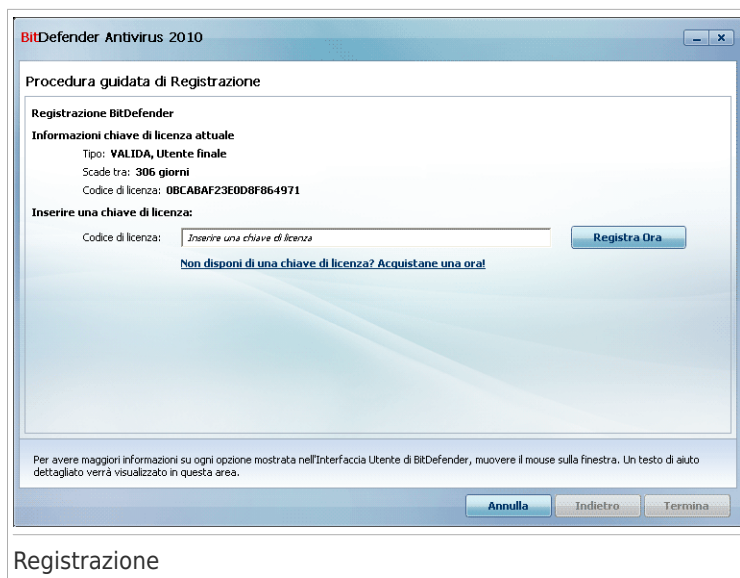 BitDefender Antivirus 2010
Procedura guidata di Registrazione
Registrazione BitDefender
Informazioni chiave di licenza attuale
Tipo: VALIDA, Utente finale
Scade tra: 306 giorni
Codice di licenza: 0BCABAF23E0D8F864971
Inserire una chiave di licenza:
Codice di licenza: Inserire una chiave di licenza Registra Ora
Non disponi di una chiave di licenza? Acquistane una ora!
Per avere maggiori informazioni su ogni opzione mostrata nell'Interfaccia Utente di BitDefender, muovere il mouse sulla finestra. Un testo di aiuto
dettagliato verrà visualizzato in questa area.
Annulla Indietro Termina
Registrazione